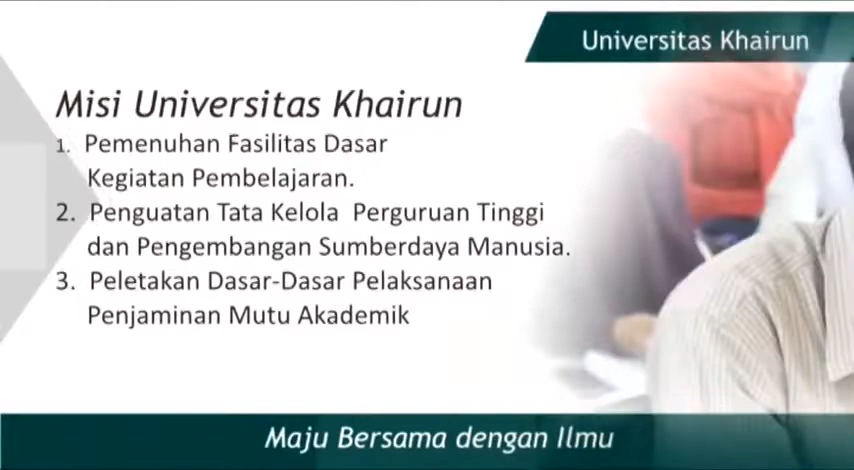 Universitas Khairun
Misi Universitas Khairun
1. Pemenuhan Fasilitas Dasar
Kegiatan Pembelajaran.
2. Penguatan Tata Kelola Perguruan Tinggi
dan Pengembangan Sumberdaya Manusia.
3. Peletakan Dasar-Dasar Pelaksanaan
Penjaminan Mutu Akademik
Maju Bersama dengan Ilmu